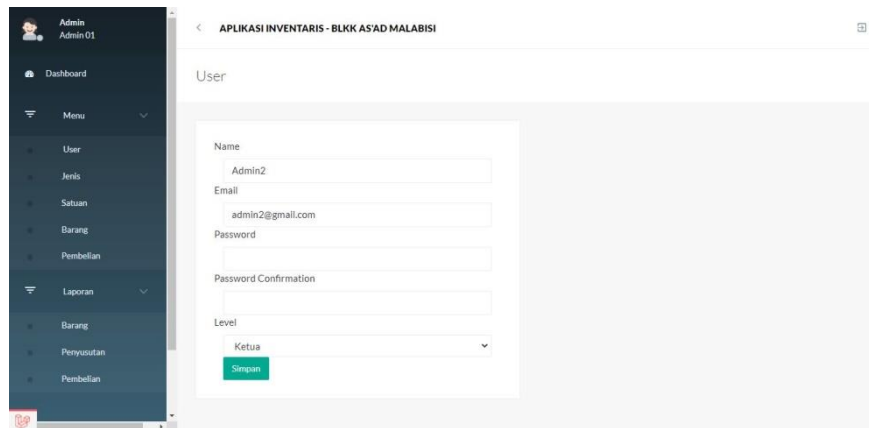 Admin
Admin 01
Dashboard
Menu
User
Jenis
Satuan
Barang
Pembelian
Laporan
Barang
Penyusutan
Pembelian
APLIKASI INVENTARIS - BLKK AS'AD MALABISI
User
Name
Admin2
Email
admin2@gmail.com
Password
Password Confirmation
Level
Ketua
Simpan